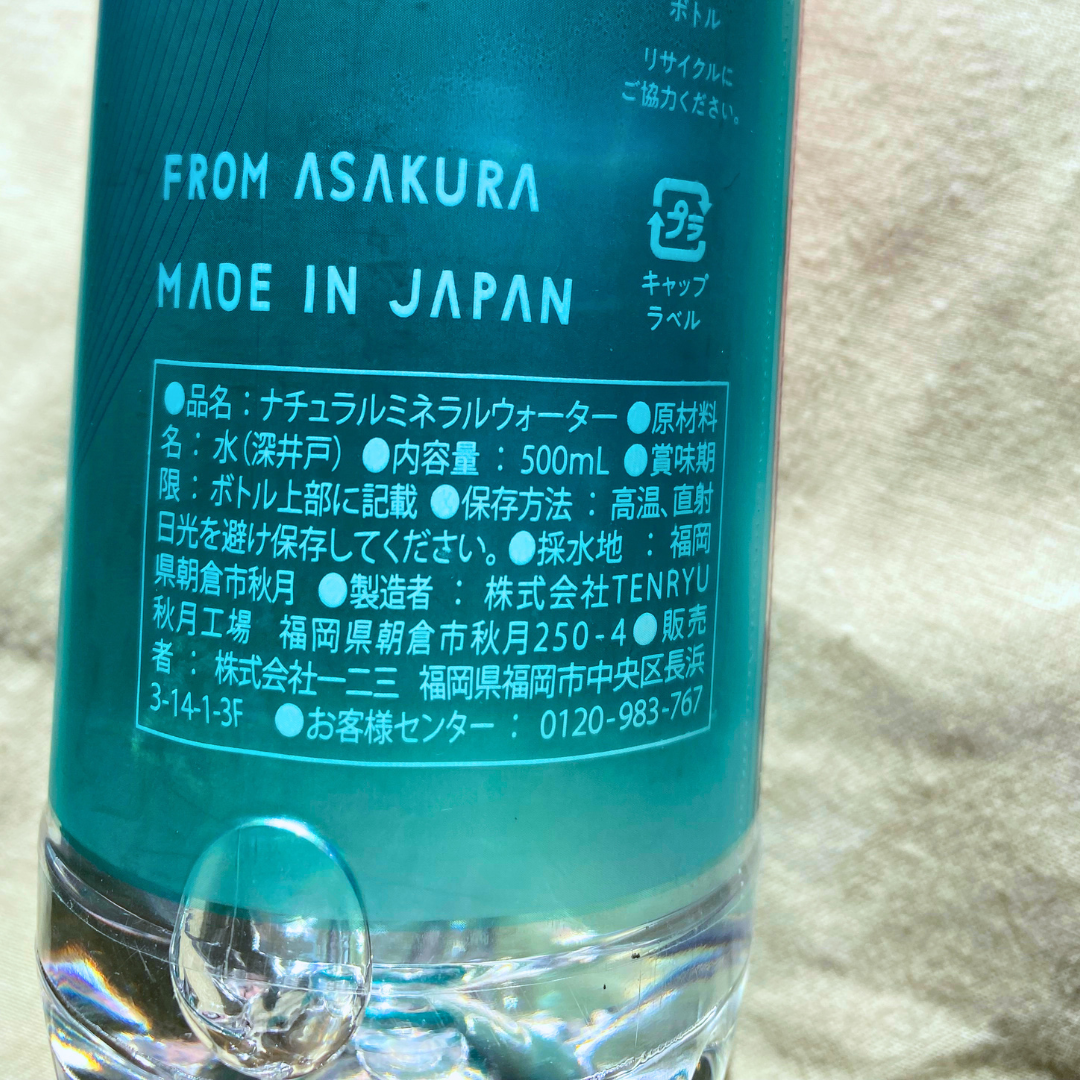 ボトル
リサイクルに
ご協力ください。
FROM ASAKURA
プラ
MADE IN JAPAN
キャップ
ラベル
●品名：ナチュラルミネラルウォーター ●原材料
名：水（深井戸） ●内容量：500mL ●賞味期
限：ボトル上部に記載 ●保存方法：高温、直射
日光を避け保存してください。●採水地：福岡
県朝倉市秋月 ●製造者：株式会社TENRYU
秋月工場 福岡県朝倉市秋月250-4●販売
者：株式会社一二三 福岡県福岡市中央区長浜
3-14-1-3F ●お客様センター：0120-983-767